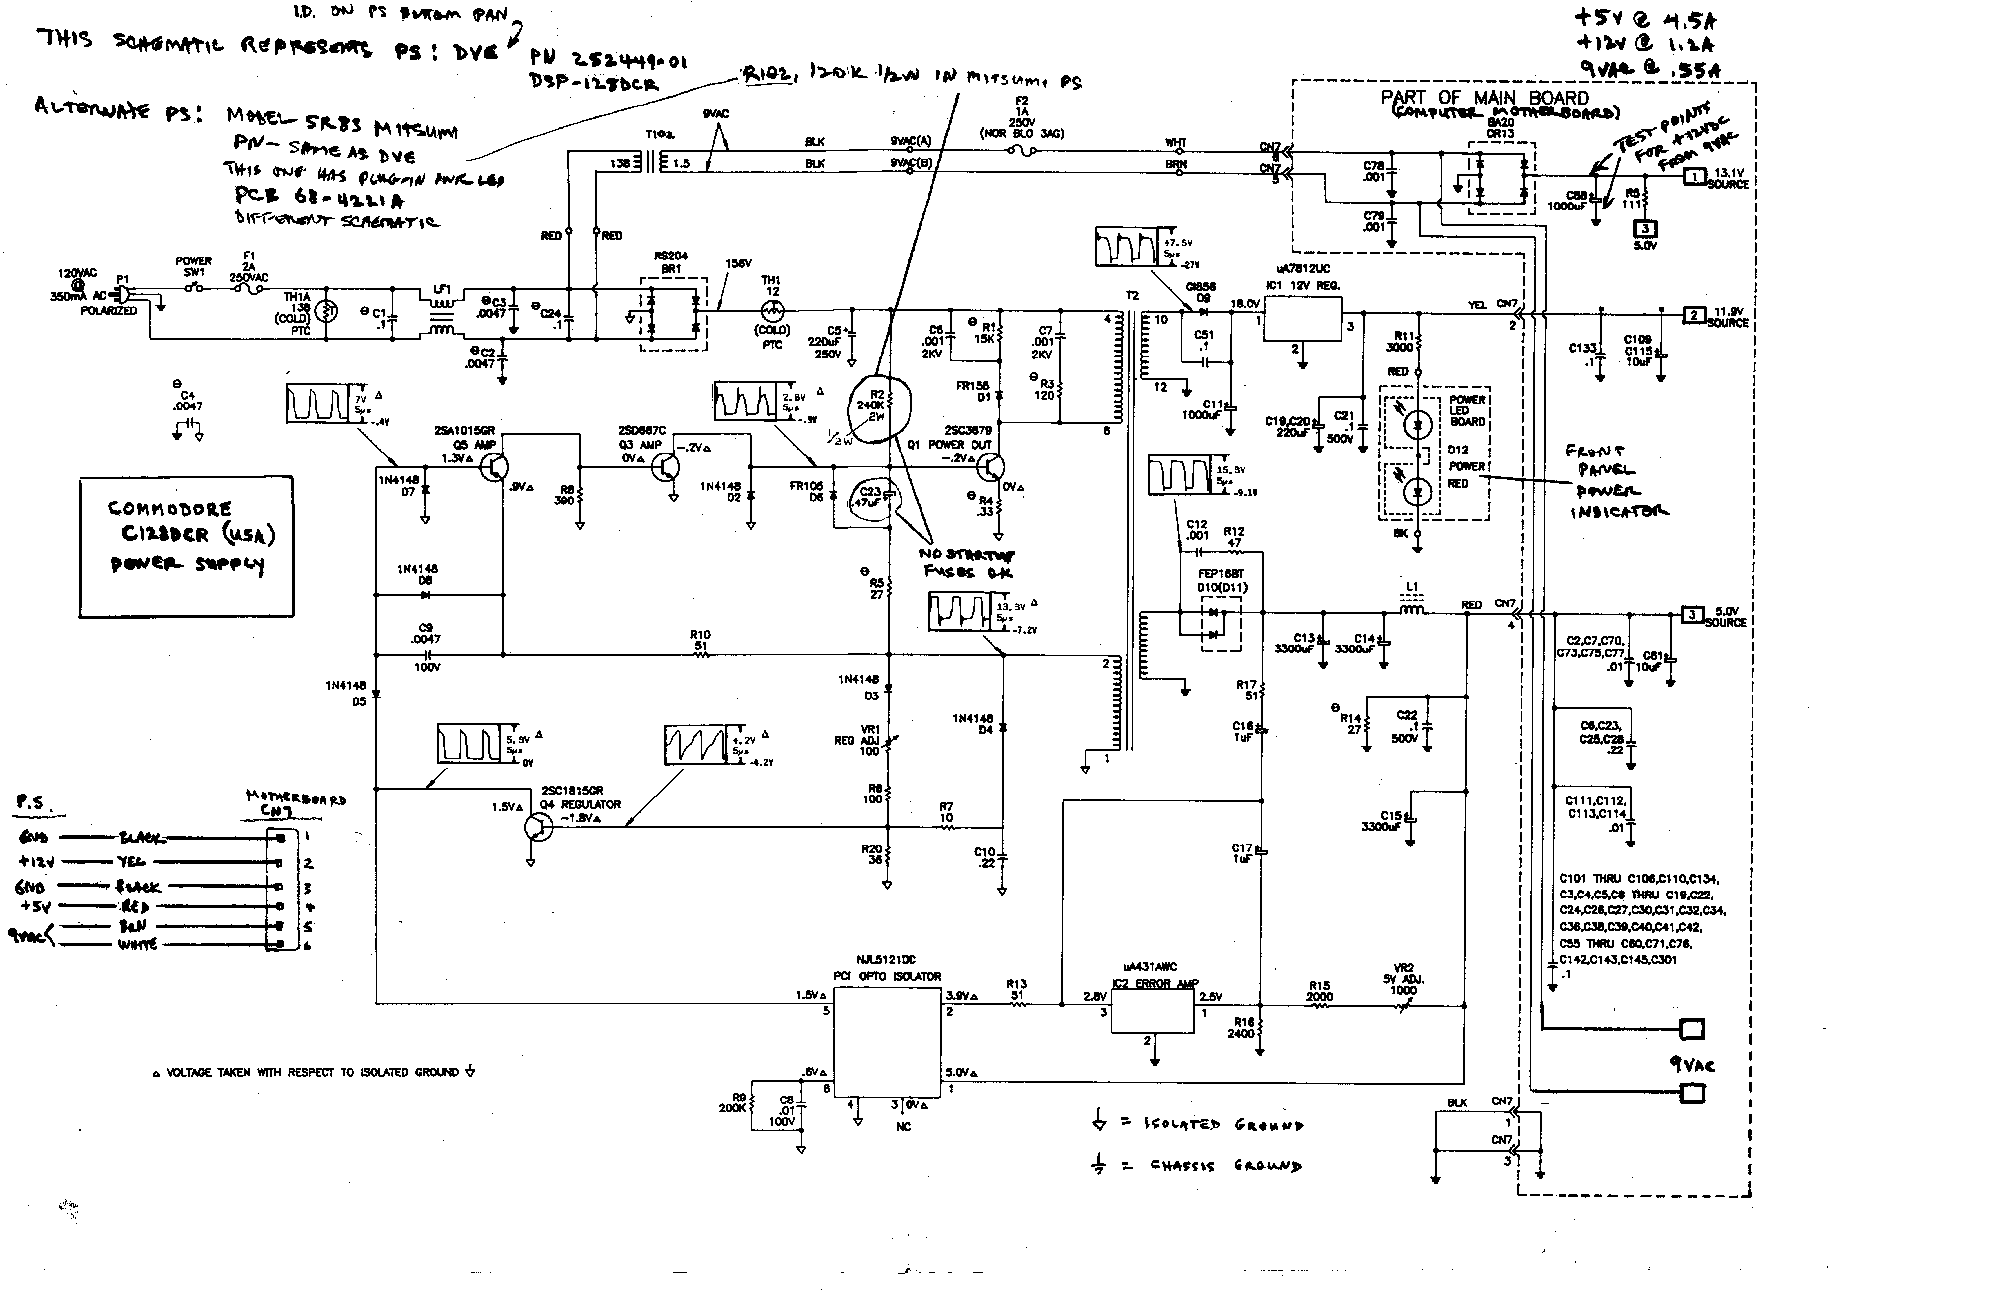 I.D. ON PS BOTTOM PAN
THIS SCHEMATIC REPRESENTS PS: DVE
PN 252449-01
DSP-128DCR
R102, 120K 1/2W IN MITSUMI PS
+5V @ 4.5A
+12V @ 1.2A
9VAC @ .55A
ALTERNATE PS: MODEL SR83 MITSUMI
PN- SAME AS DVE
THIS ONE HAS PLUG-IN PWR LED
PCB 68-4221A
DIFFERENT SCHEMATIC
PART OF MAIN BOARD
(COMPUTER MOTHERBOARD)
TEST POINTS
FOR +12VDC
FROM 9VAC
9VAC
T102
138
1.5
BLK
BLK
9VAC(A)
9VAC(B)
F2
1A
250V
(NOR BLO 3AG)
WHT
BRN
CN7
6
CN7
5
C78
.001
C79
.001
BA20
CR13
C88
1000uF
R5
111
3
5.0V
1
13.1V
SOURCE
120VAC
@
350mA AC
POLARIZED
P1
POWER
SW1
F1
2A
250VAC
TH1A
138
(COLD)
PTC
C1
.1
LF1
C3
.0047
C2
.0047
C24
.1
RED
RED
RS204
BR1
156V
TH1
12
(COLD)
PTC
C5
220uF
250V
C6
.001
2KV
R1
15K
C7
.001
2KV
R3
120
FR156
D1
R2
240K
2W
1/2W
T2
4
6
10
12
2
1
47.5V
5µs
-27V
GI856
D9
C51
.1
18.0V
1
uA7812UC
IC1 12V REG.
3
2
C11
1000uF
C19,C20
220uF
C21
.1
500V
R11
3000
RED
YEL
CN7
2
2
11.9V
SOURCE
C133
.1
C109
C115
10uF
POWER
LED
BOARD
D12
POWER
RED
BK
FRONT
PANEL
POWER
INDICATOR
C4
.0047
7V
5µs
-.4V
2SA1015GR
Q5 AMP
1.3V
.9V
1N4148
D7
R8
390
2SD667C
Q3 AMP
0V
-.2V
1N4148
D2
2.8V
5µs
-.9V
FR106
D6
C23
.47uF
2SC3679
Q1 POWER OUT
-.2V
0V
R4
.33
NO STARTUP
FUSES OK
COMMODORE
C128DCR (USA)
POWER SUPPLY
1N4148
D8
C9
.0047
100V
R10
51
R5
27
13.3V
5µs
-7.2V
15.8V
5µs
-9.1V
C12
.001
R12
47
FEP16BT
D10(D11)
C13
3300uF
C14
3300uF
L1
RED
CN7
4
3
5.0V
SOURCE
C2,C7,C70,
C73,C75,C77
.01
C81
10uF
1N4148
D5
1N4148
D3
VR1
REG ADJ
100
R6
100
R7
10
1N4148
D4
R20
36
C10
.22
5.9V
5µs
0V
4.2V
5µs
-4.2V
2SC1815GR
Q4 REGULATOR
1.5V
-1.8V
R17
51
C16
1uF
C17
1uF
R14
27
C22
.1
500V
C15
3300uF
C6,C23,
C25,C28
.22
C111,C112,
C113,C114
.01
C101 THRU C106,C110,C134,
C3,C4,C5,C8 THRU C19,C22,
C24,C26,C27,C30,C31,C32,C34,
C36,C38,C39,C40,C41,C42,
C55 THRU C60,C71,C76,
C142,C143,C145,C301
.1
P.S.
MOTHERBOARD
CN7
GND BLACK 1
+12V YEL 2
GND BLACK 3
+5V RED 4
9VAC BRN 5
WHITE 6
NJL5121DC
PC1 OPTO ISOLATOR
1.5V
5
3.9V
2
.6V
6
5.0V
1
4
3
0V
NC
R13
51
uA431AWC
IC2 ERROR AMP
2.8V
3
2.5V
1
2
R16
2400
R15
2000
VR2
5V ADJ.
1000
R9
200K
C8
.01
100V
△ VOLTAGE TAKEN WITH RESPECT TO ISOLATED GROUND
= ISOLATED GROUND
= CHASSIS GROUND
9VAC
BLK
CN7
1
CN7
3